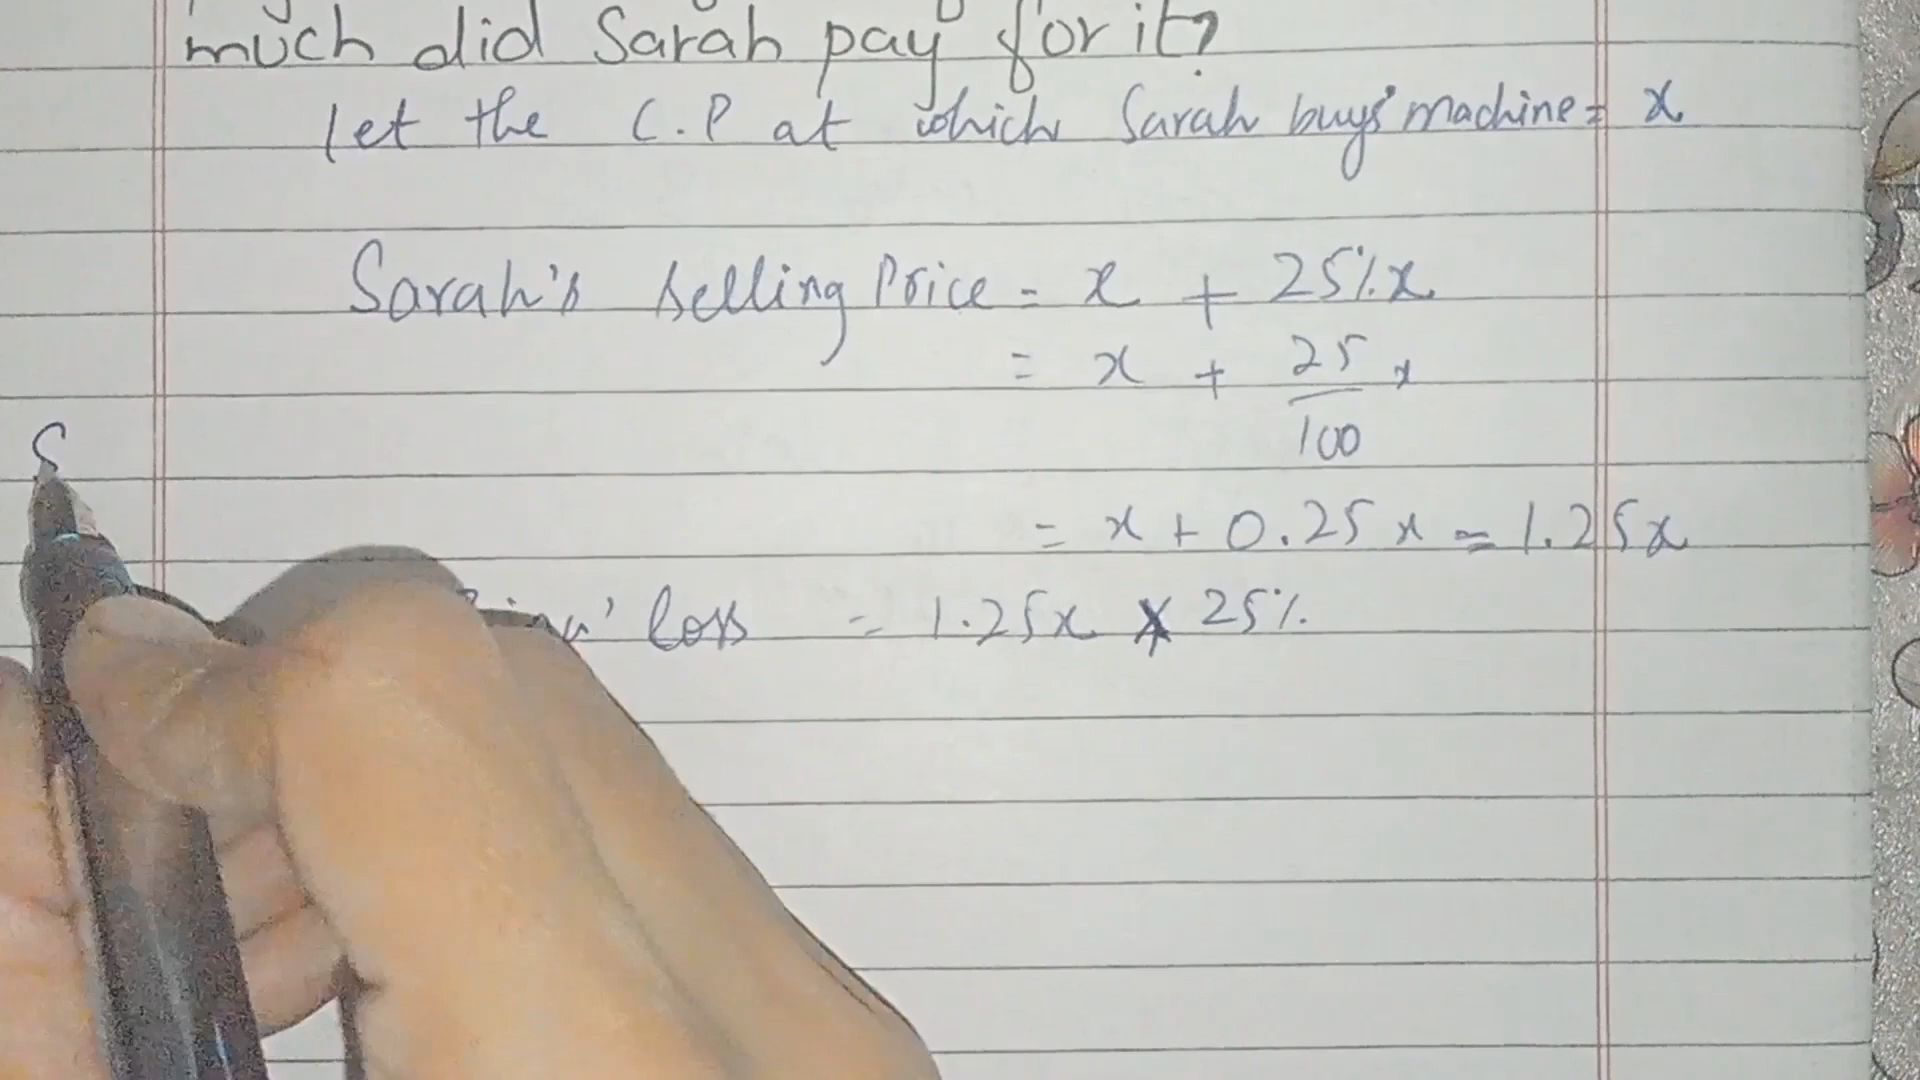 much did Sarah pay for it?
let the C.P at which Sarah buys machine = x
Sarah's selling Price = x + 25%x
= x + 25/100 x
= x + 0.25x = 1.25x
loss = 1.25x × 25%
S